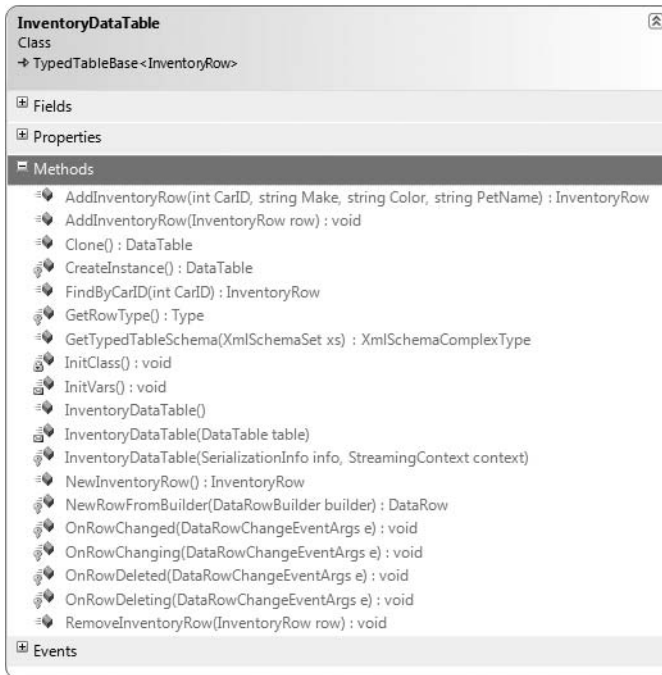 InventoryDataTable
Class
TypedTableBase<InventoryRow>
Fields
Properties
Methods
AddInventoryRow(int CarID, string Make, string Color, string PetName) : InventoryRow
AddInventoryRow(InventoryRow row) : void
Clone() : DataTable
CreateInstance() : DataTable
FindByCarID(int CarID) : InventoryRow
GetRowType() : Type
GetTypedTableSchema(XmlSchemaSet xs) : XmlSchemaComplexType
InitClass() : void
InitVars() : void
InventoryDataTable()
InventoryDataTable(DataTable table)
InventoryDataTable(SerializationInfo info, StreamingContext context)
NewInventoryRow() : InventoryRow
NewRowFromBuilder(DataRowBuilder builder) : DataRow
OnRowChanged(DataRowChangeEventArgs e) : void
OnRowChanging(DataRowChangeEventArgs e) : void
OnRowDeleted(DataRowChangeEventArgs e) : void
OnRowDeleting(DataRowChangeEventArgs e) : void
RemoveInventoryRow(InventoryRow row) : void
Events